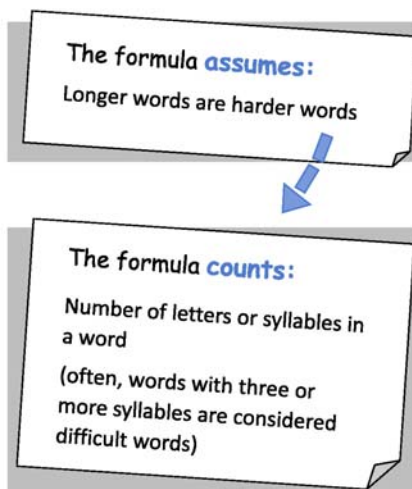 The formula assumes:
Longer words are harder words
The formula counts:
Number of letters or syllables in
a word
(often, words with three or
more syllables are considered
difficult words)